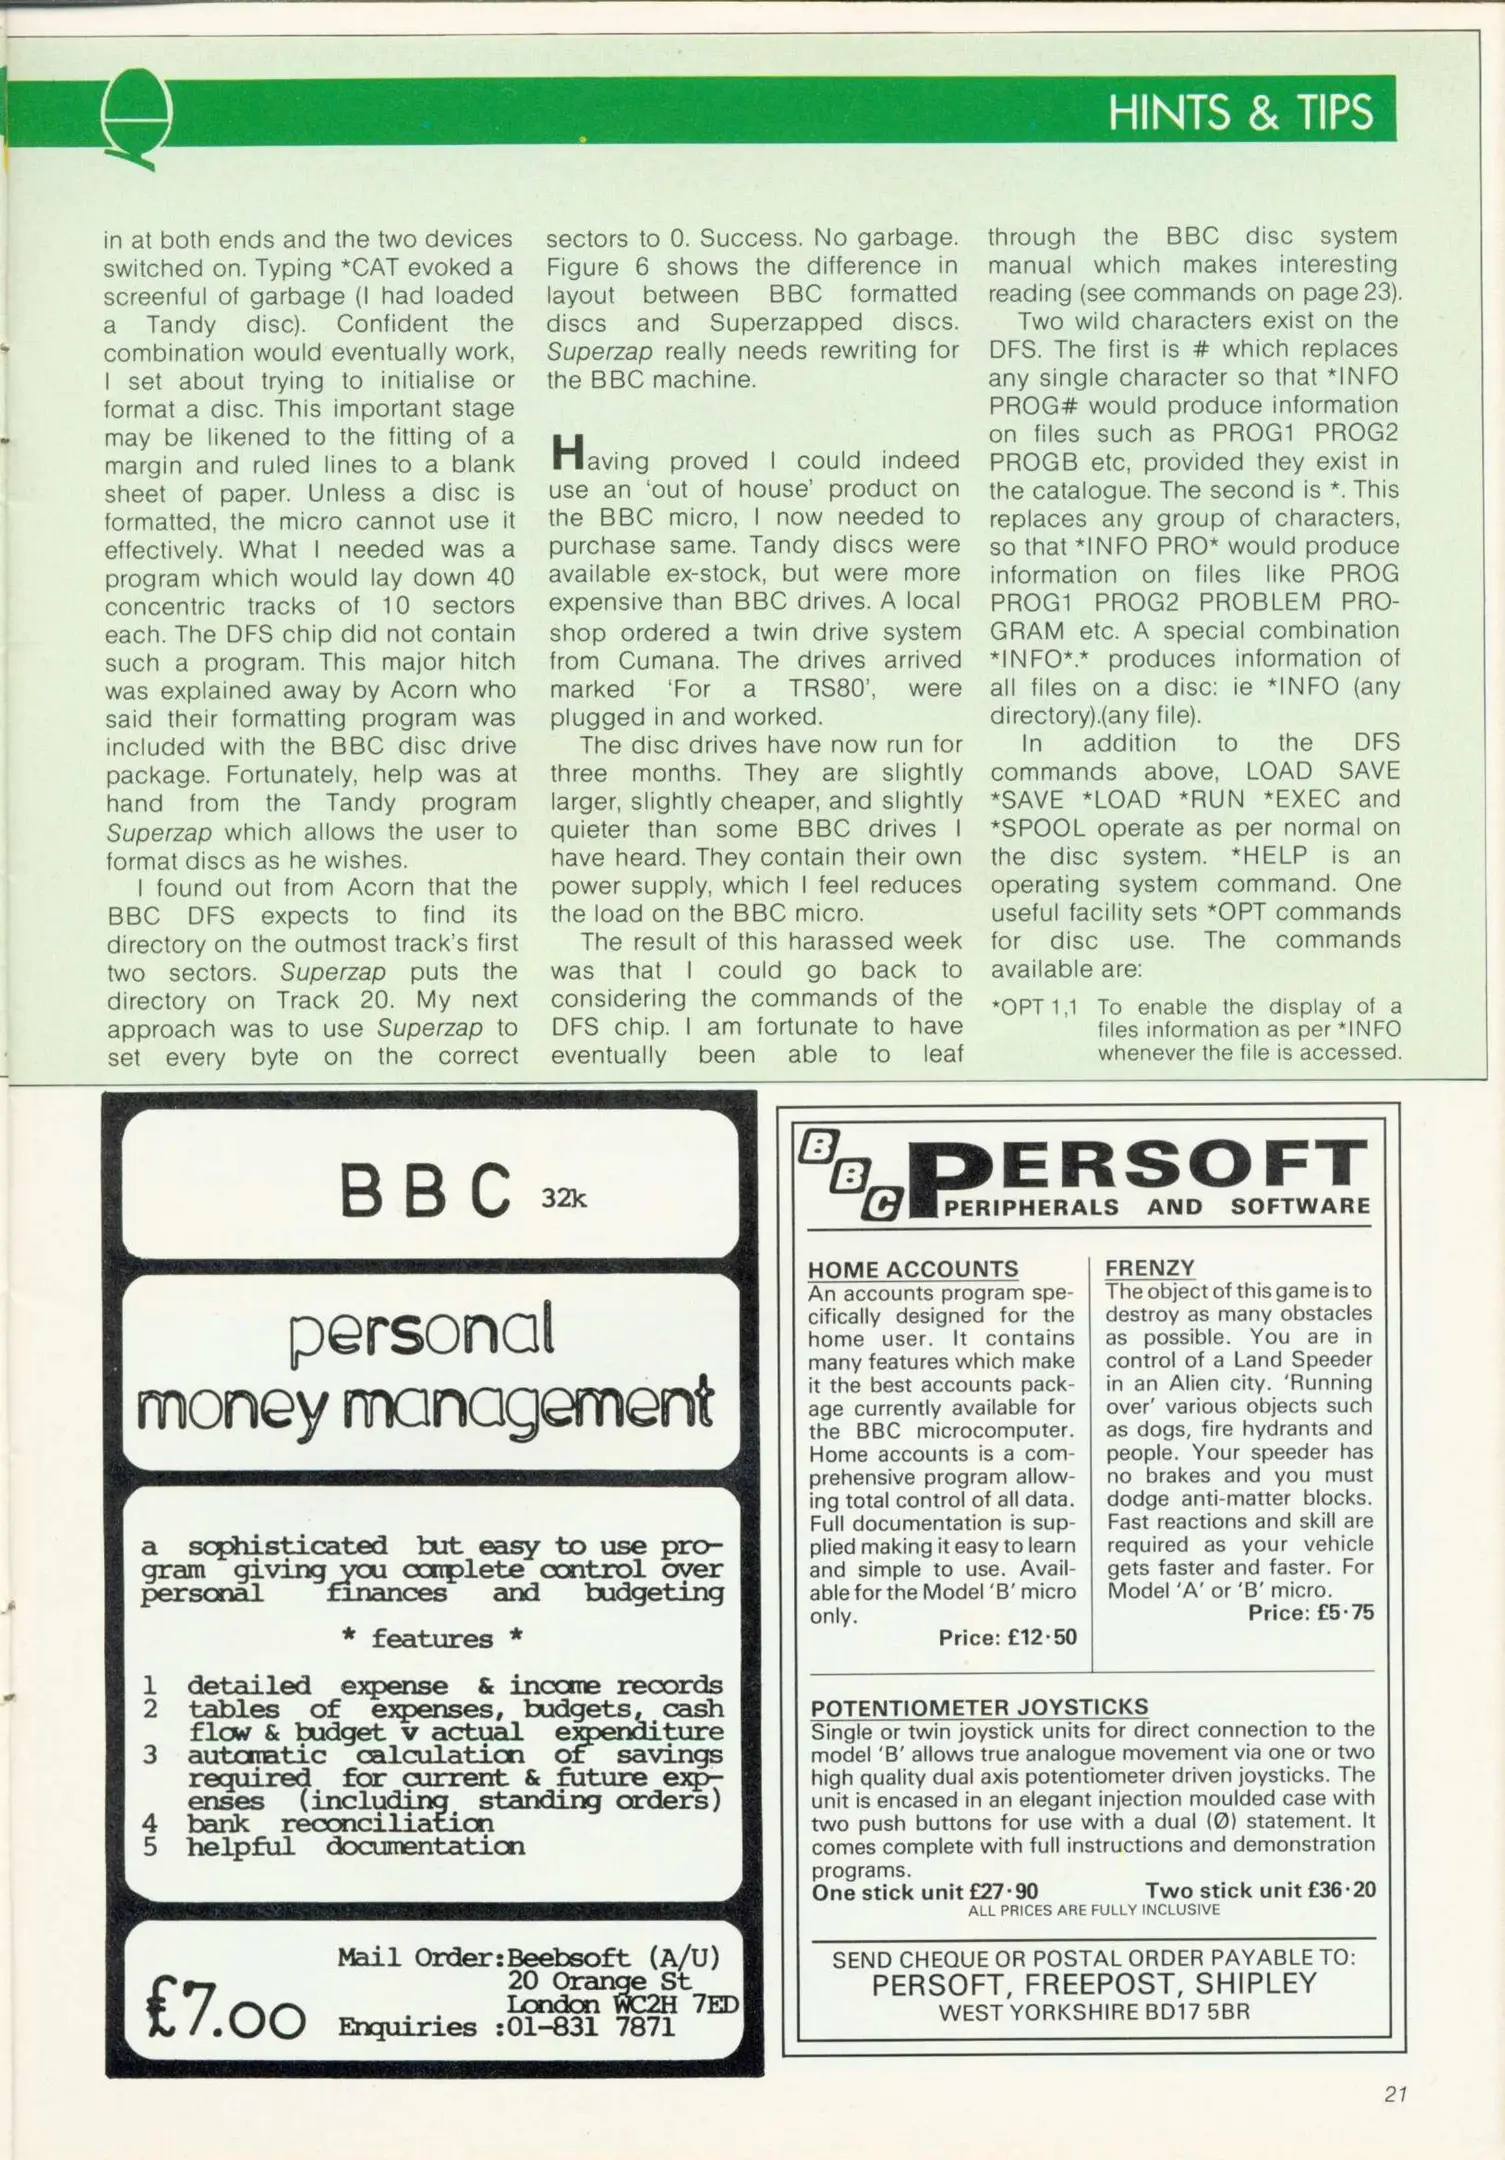 HINTS & TIPS
in at both ends and the two devices
switched on. Typing *CAT evoked a
screenful of garbage (I had loaded
a Tandy disc). Confident the
combination would eventually work,
I set about trying to initialise or
format a disc. This important stage
may be likened to the fitting of a
margin and ruled lines to a blank
sheet of paper. Unless a disc is
formatted, the micro cannot use it
effectively. What I needed was a
program which would lay down 40
concentric tracks of 10 sectors
each. The DFS chip did not contain
such a program. This major hitch
was explained away by Acorn who
said their formatting program was
included with the BBC disc drive
package. Fortunately, help was at
hand from the Tandy program
Superzap which allows the user to
format discs as he wishes.
I found out from Acorn that the
BBC DFS expects to find its
directory on the outmost track's first
two sectors. Superzap puts the
directory on Track 20. My next
approach was to use Superzap to
set every byte on the correct
sectors to 0. Success. No garbage.
Figure 6 shows the difference in
layout between BBC formatted
discs and Superzapped discs.
Superzap really needs rewriting for
the BBC machine.
Having proved I could indeed
use an 'out of house' product on
the BBC micro, I now needed to
purchase same. Tandy discs were
available ex-stock, but were more
expensive than BBC drives. A local
shop ordered a twin drive system
from Cumana. The drives arrived
marked 'For a TRS80', were
plugged in and worked.
The disc drives have now run for
three months. They are slightly
larger, slightly cheaper, and slightly
quieter than some BBC drives I
have heard. They contain their own
power supply, which I feel reduces
the load on the BBC micro.
The result of this harassed week
was that I could go back to
considering the commands of the
DFS chip. I am fortunate to have
eventually been able to leaf
through the BBC disc system
manual which makes interesting
reading (see commands on page 23).
Two wild characters exist on the
DFS. The first is # which replaces
any single character so that *INFO
PROG# would produce information
on files such as PROG1 PROG2
PROGB etc, provided they exist in
the catalogue. The second is *. This
replaces any group of characters,
so that *INFO PRO* would produce
information on files like PROG
PROG1 PROG2 PROBLEM PRO-
GRAM etc. A special combination
*INFO*.* produces information of
all files on a disc: ie *INFO (any
directory).(any file).
In addition to the DFS
commands above, LOAD SAVE
*SAVE *LOAD *RUN *EXEC and
*SPOOL operate as per normal on
the disc system. *HELP is an
operating system command. One
useful facility sets *OPT commands
for disc use. The commands
available are:
*OPT 1,1 To enable the display of a
files information as per *INFO
whenever the file is accessed.
BBC 32k
personal
money management
a sophisticated but easy to use pro-
gram giving you complete control over
personal finances and budgeting
* features *
1 detailed expense & income records
2 tables of expenses, budgets, cash
flow & budget v actual expenditure
3 automatic calculation of savings
required for current & future exp-
enses (including standing orders)
4 bank reconciliation
5 helpful documentation
£7.00
Mail Order:Beebsoft (A/U)
20 Orange St
London WC2H 7ED
Enquiries :01-831 7871
BBC PERSOFT
PERIPHERALS AND SOFTWARE
HOME ACCOUNTS
An accounts program spe-
cifically designed for the
home user. It contains
many features which make
it the best accounts pack-
age currently available for
the BBC microcomputer.
Home accounts is a com-
prehensive program allow-
ing total control of all data.
Full documentation is sup-
plied making it easy to learn
and simple to use. Avail-
able for the Model 'B' micro
only.
Price: £12·50
FRENZY
The object of this game is to
destroy as many obstacles
as possible. You are in
control of a Land Speeder
in an Alien city. 'Running
over' various objects such
as dogs, fire hydrants and
people. Your speeder has
no brakes and you must
dodge anti-matter blocks.
Fast reactions and skill are
required as your vehicle
gets faster and faster. For
Model 'A' or 'B' micro.
Price: £5·75
POTENTIOMETER JOYSTICKS
Single or twin joystick units for direct connection to the
model 'B' allows true analogue movement via one or two
high quality dual axis potentiometer driven joysticks. The
unit is encased in an elegant injection moulded case with
two push buttons for use with a dual (Ø) statement. It
comes complete with full instructions and demonstration
programs.
One stick unit £27·90 Two stick unit £36·20
ALL PRICES ARE FULLY INCLUSIVE
SEND CHEQUE OR POSTAL ORDER PAYABLE TO:
PERSOFT, FREEPOST, SHIPLEY
WEST YORKSHIRE BD17 5BR
21